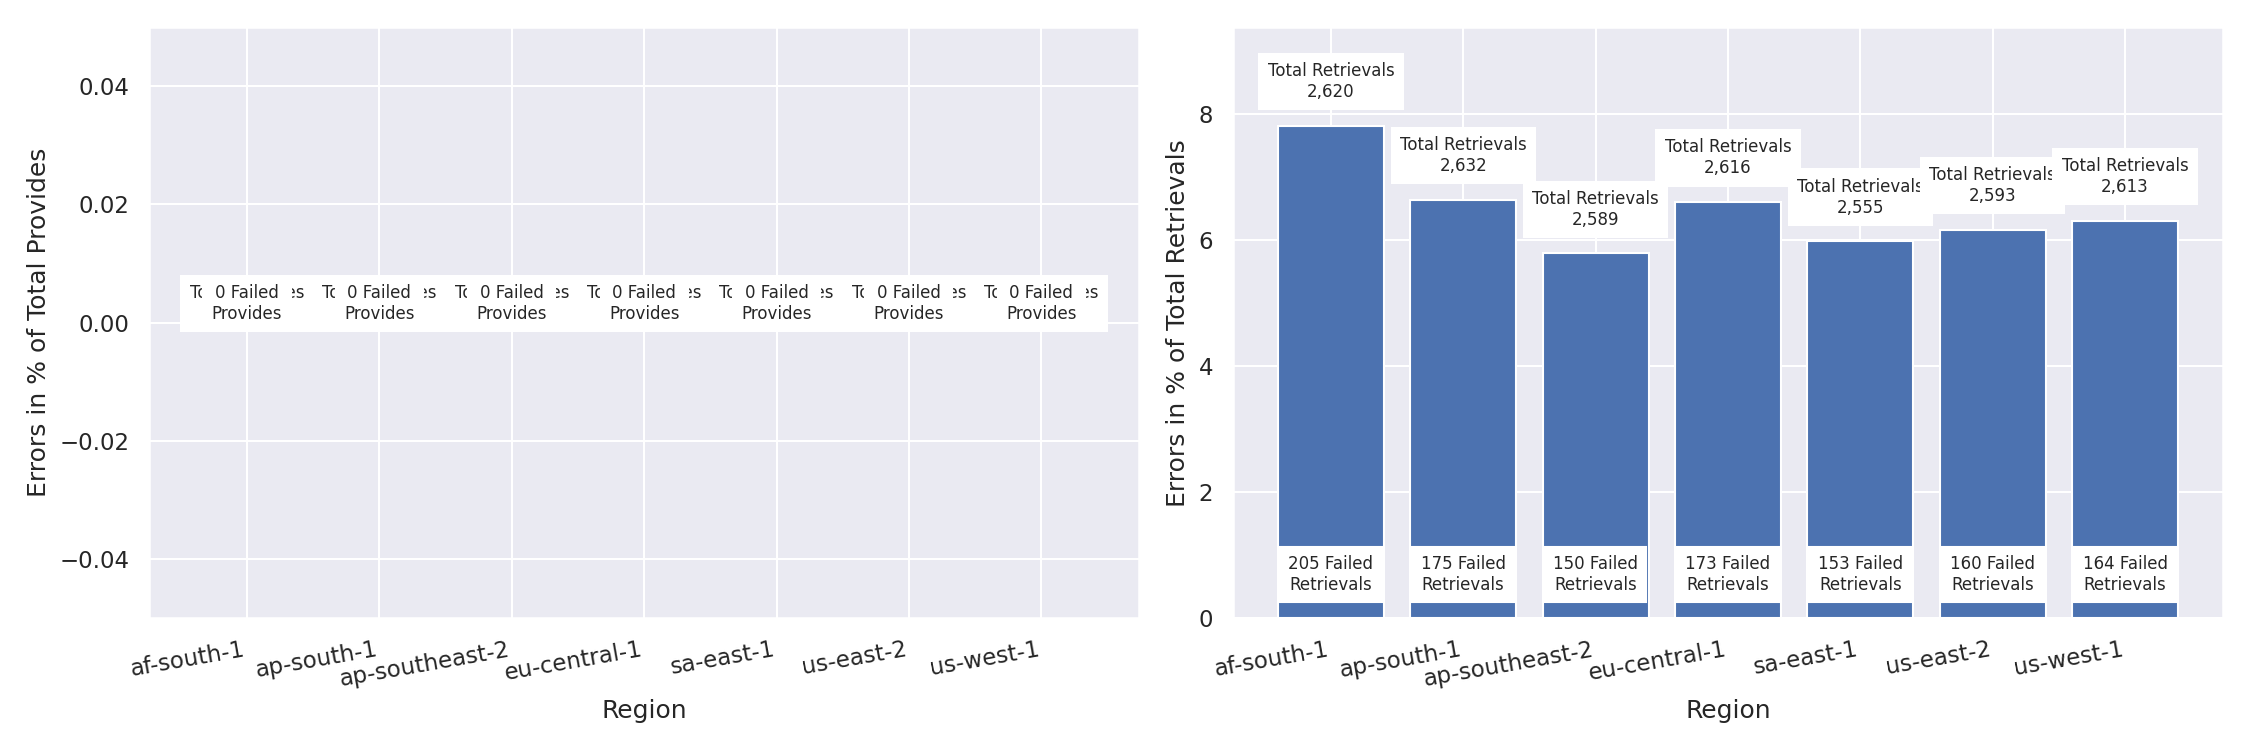 Errors in % of Total Provides
0.04
0.02
0.00
−0.02
−0.04
0 Failed
Provides
0 Failed
Provides
0 Failed
Provides
0 Failed
Provides
0 Failed
Provides
0 Failed
Provides
0 Failed
Provides
af-south-1
ap-south-1
ap-southeast-2
eu-central-1
sa-east-1
us-east-2
us-west-1
Region
Errors in % of Total Retrievals
8
6
4
2
0
Total Retrievals
2,620
Total Retrievals
2,632
Total Retrievals
2,589
Total Retrievals
2,616
Total Retrievals
2,555
Total Retrievals
2,593
Total Retrievals
2,613
205 Failed
Retrievals
175 Failed
Retrievals
150 Failed
Retrievals
173 Failed
Retrievals
153 Failed
Retrievals
160 Failed
Retrievals
164 Failed
Retrievals
af-south-1
ap-south-1
ap-southeast-2
eu-central-1
sa-east-1
us-east-2
us-west-1
Region